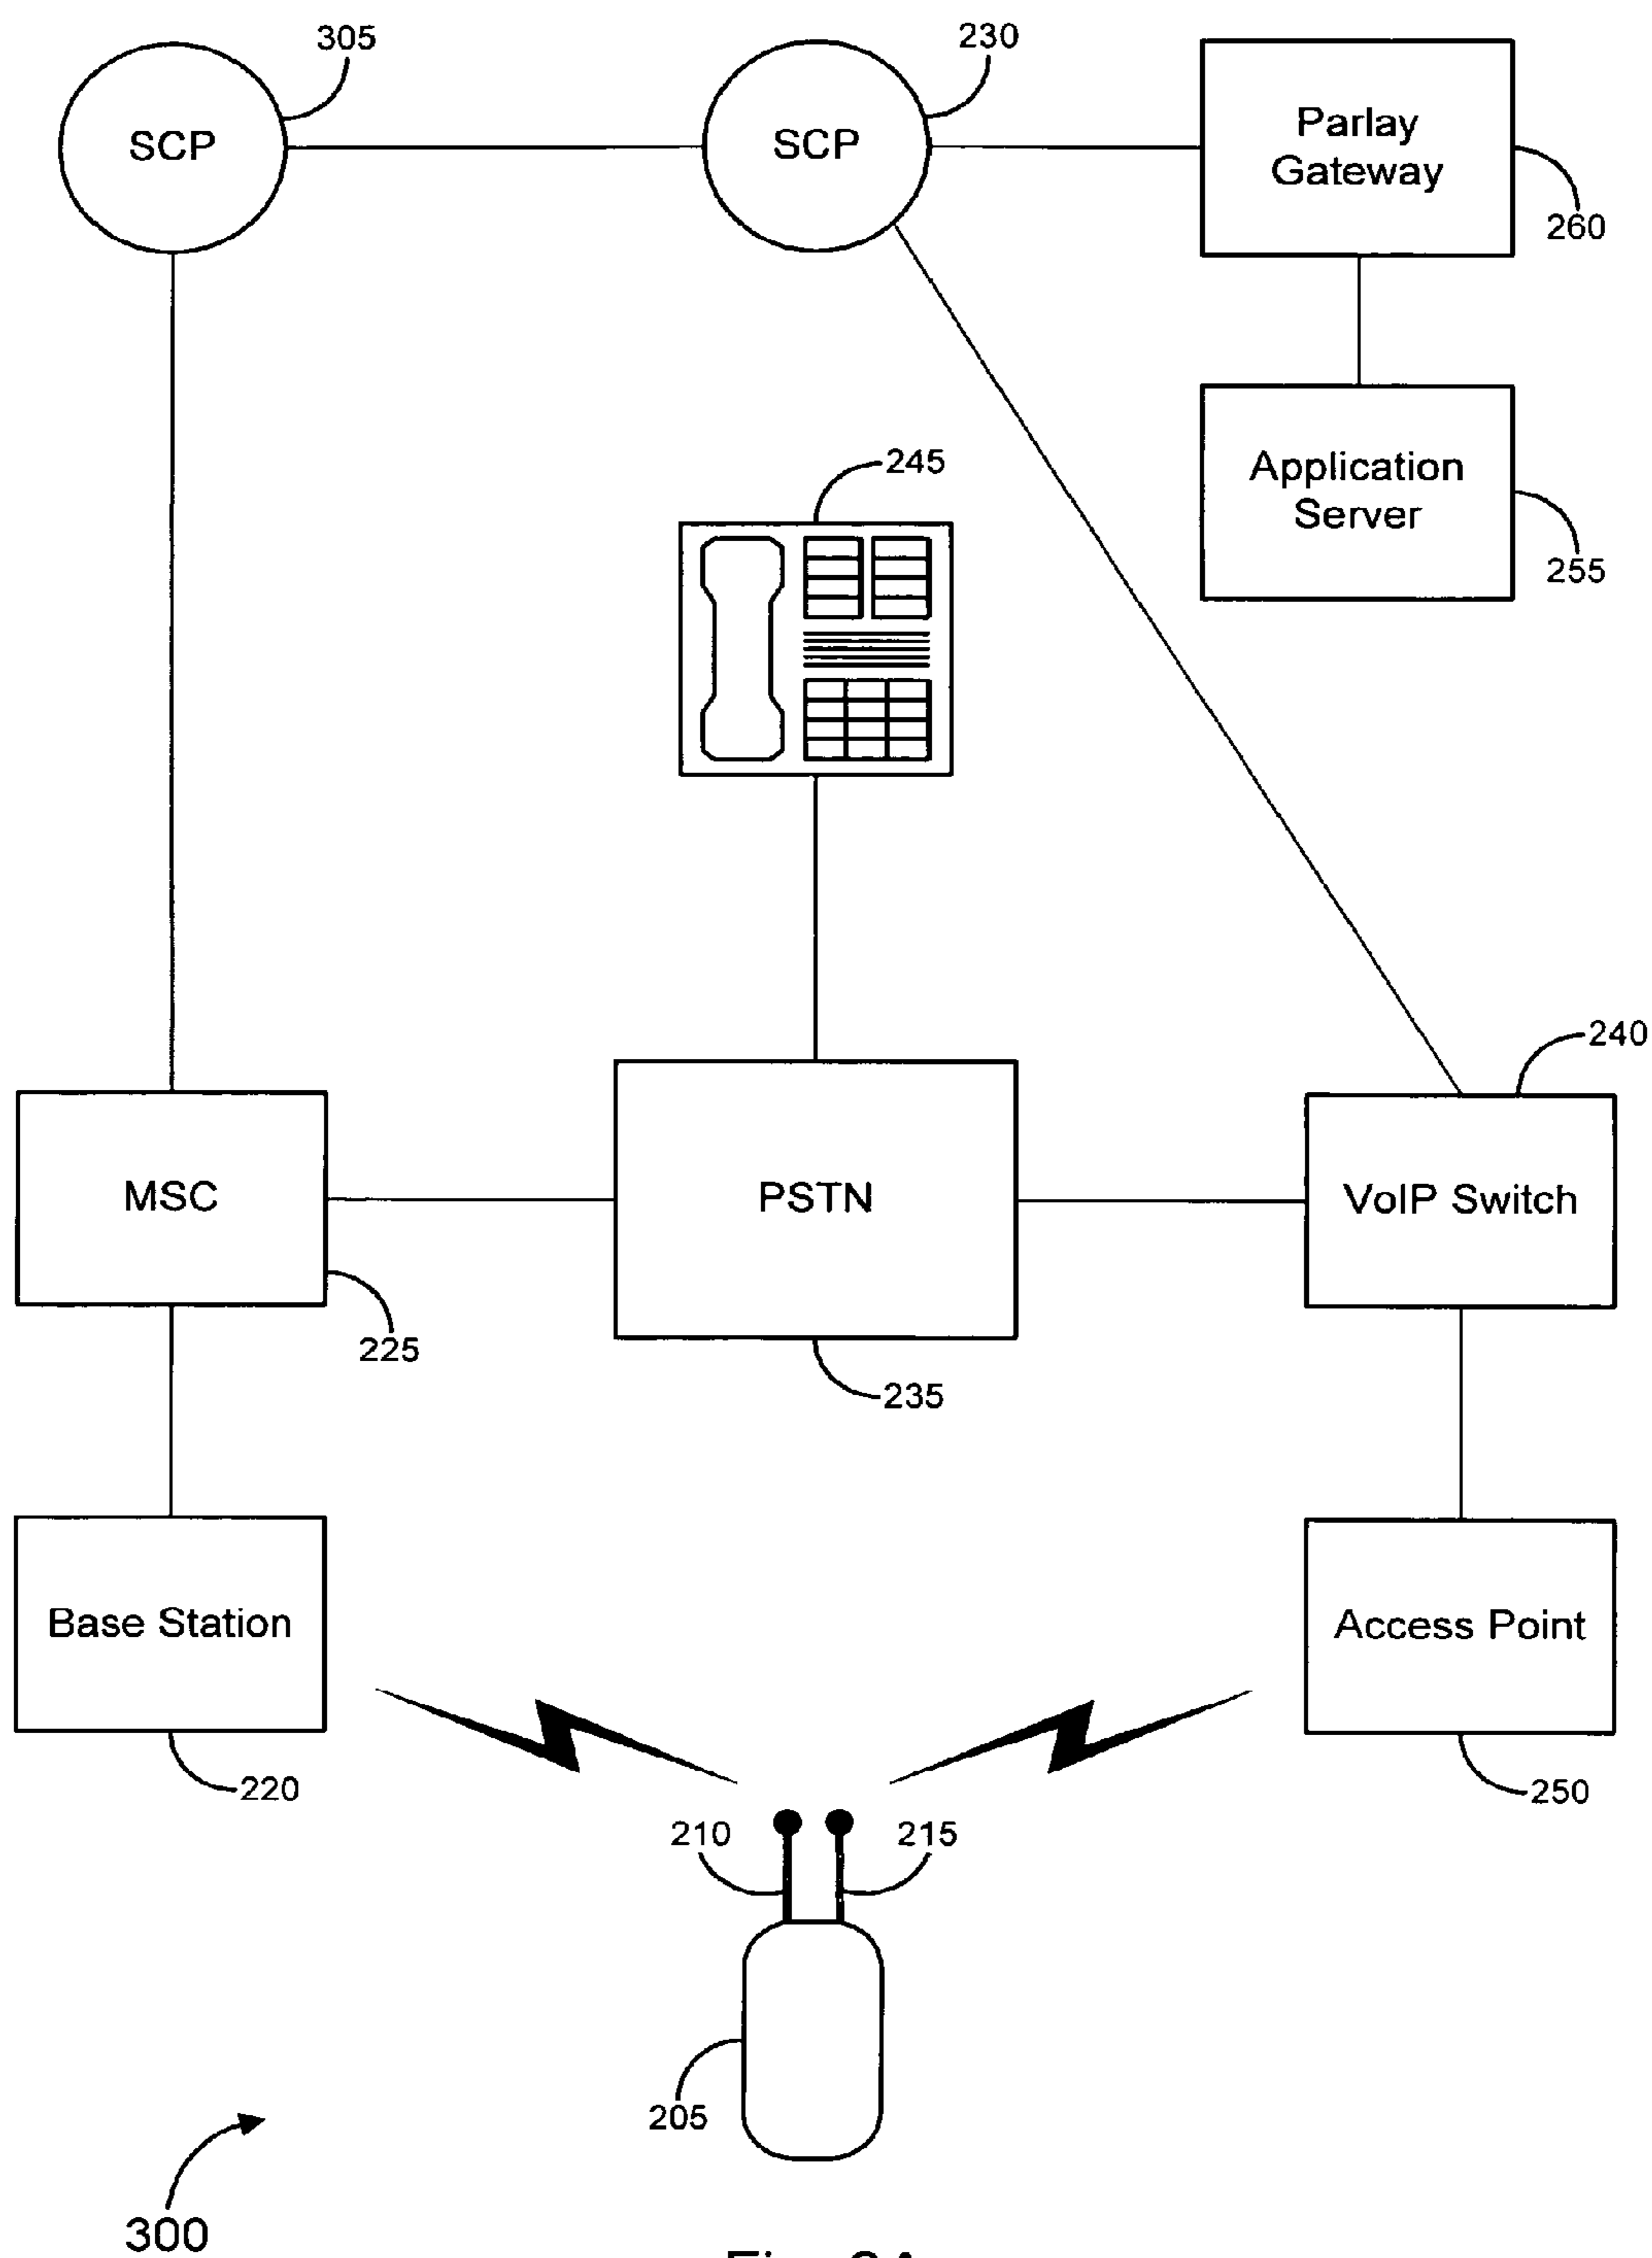 305
230
SCP
SCP
Parlay
Gateway
260
245
Application
Server
255
240
MSC
PSTN
VoIP Switch
225
235
Base Station
Access Point
220
250
210
215
205
300